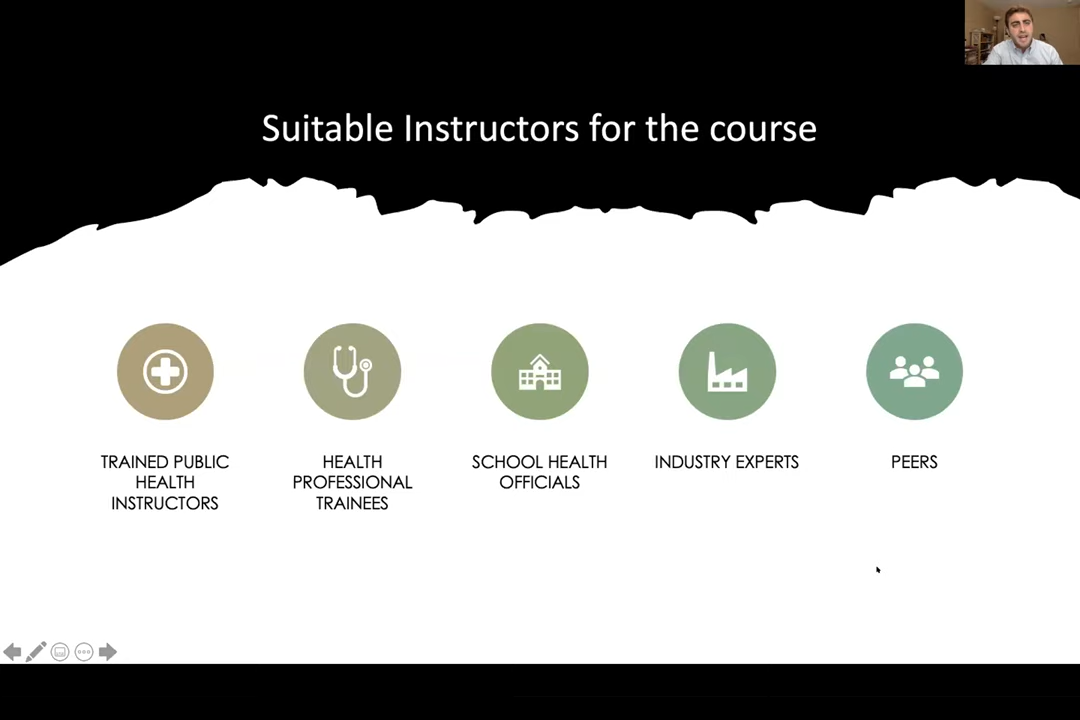 Suitable Instructors for the course
TRAINED PUBLIC
HEALTH
INSTRUCTORS
HEALTH
PROFESSIONAL
TRAINEES
SCHOOL HEALTH
OFFICIALS
INDUSTRY EXPERTS
PEERS